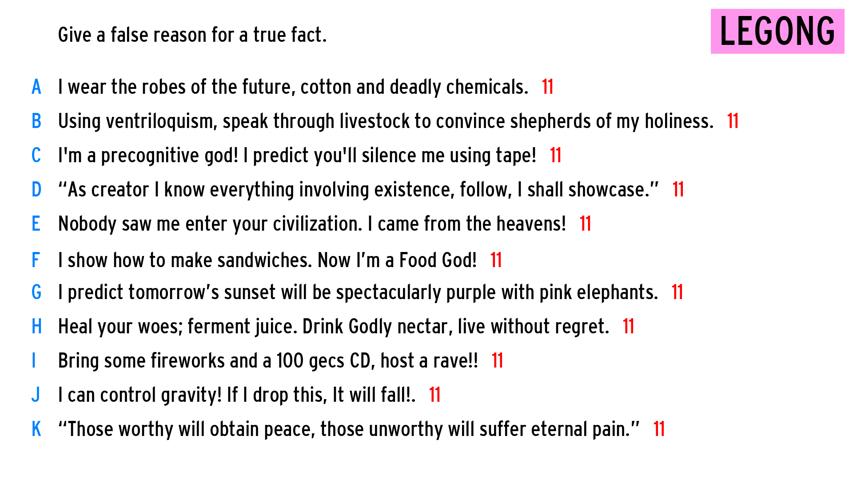 Give a false reason for a true fact.
LEGONG
A I wear the robes of the future, cotton and deadly chemicals. 11
B Using ventriloquism, speak through livestock to convince shepherds of my holiness. 11
C I'm a precognitive god! I predict you'll silence me using tape! 11
D “As creator I know everything involving existence, follow, I shall showcase.” 11
E Nobody saw me enter your civilization. I came from the heavens! 11
F I show how to make sandwiches. Now I’m a Food God! 11
G I predict tomorrow’s sunset will be spectacularly purple with pink elephants. 11
H Heal your woes; ferment juice. Drink Godly nectar, live without regret. 11
I Bring some fireworks and a 100 gecs CD, host a rave!! 11
J I can control gravity! If I drop this, It will fall!. 11
K “Those worthy will obtain peace, those unworthy will suffer eternal pain.” 11